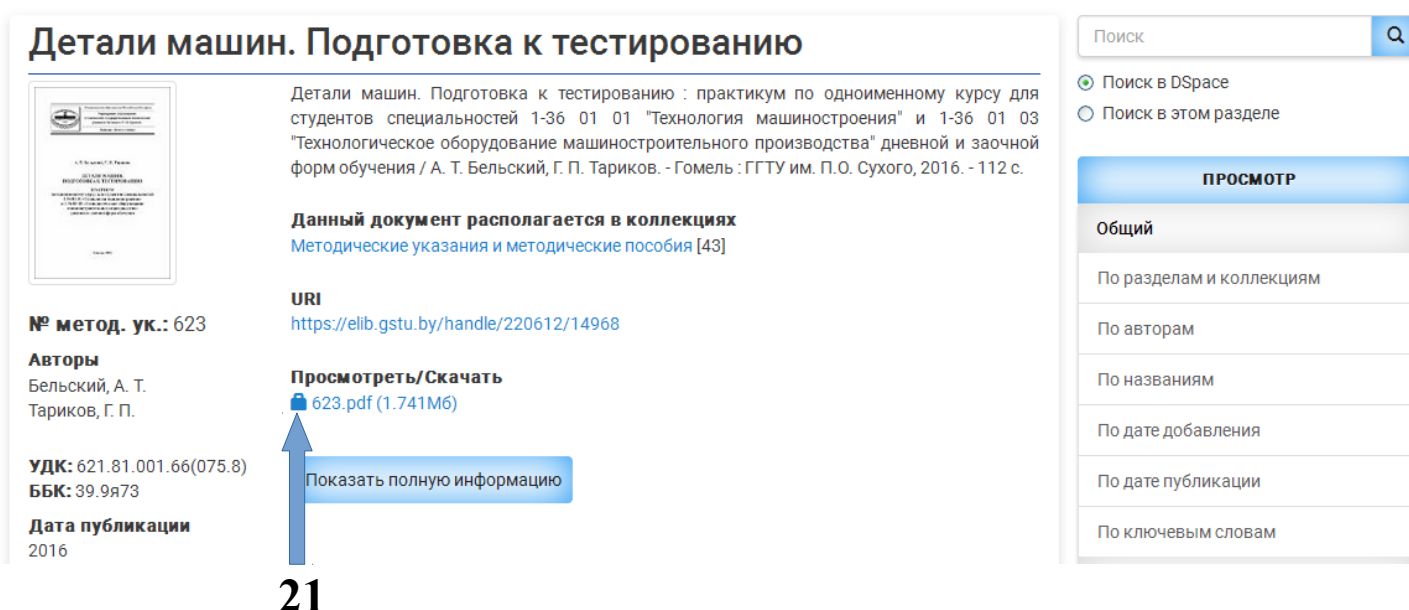 Детали машин. Подготовка к тестированию
Детали машин. Подготовка к тестированию : практикум по одноименному курсу для
студентов специальностей 1-36 01 01 "Технология машиностроения" и 1-36 01 03
"Технологическое оборудование машиностроительного производства" дневной и заочной
форм обучения / А. Т. Бельский, Г. П. Тариков. - Гомель : ГГТУ им. П.О. Сухого, 2016. - 112 с.
Данный документ располагается в коллекциях
Методические указания и методические пособия [43]
URI
https://elib.gstu.by/handle/220612/14968
Просмотреть/Скачать
623.pdf (1.741Мб)
Показать полную информацию
№ метод. ук.: 623
Авторы
Бельский, А. Т.
Тариков, Г. П.
УДК: 621.81.001.66(075.8)
ББК: 39.9я73
Дата публикации
2016
21
Поиск
Поиск в DSpace
Поиск в этом разделе
ПРОСМОТР
Общий
По разделам и коллекциям
По авторам
По названиям
По дате добавления
По дате публикации
По ключевым словам